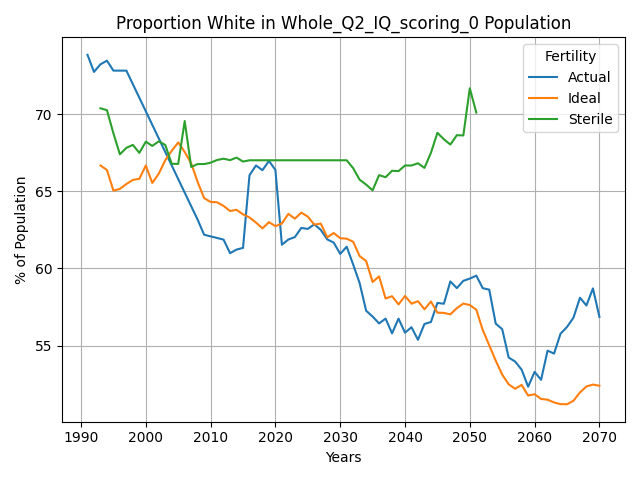 Proportion White in Whole_Q2_IQ_scoring_0 Population
Fertility
Actual
Ideal
Sterile
% of Population
70
65
60
55
1990
2000
2010
2020
2030
2040
2050
2060
2070
Years